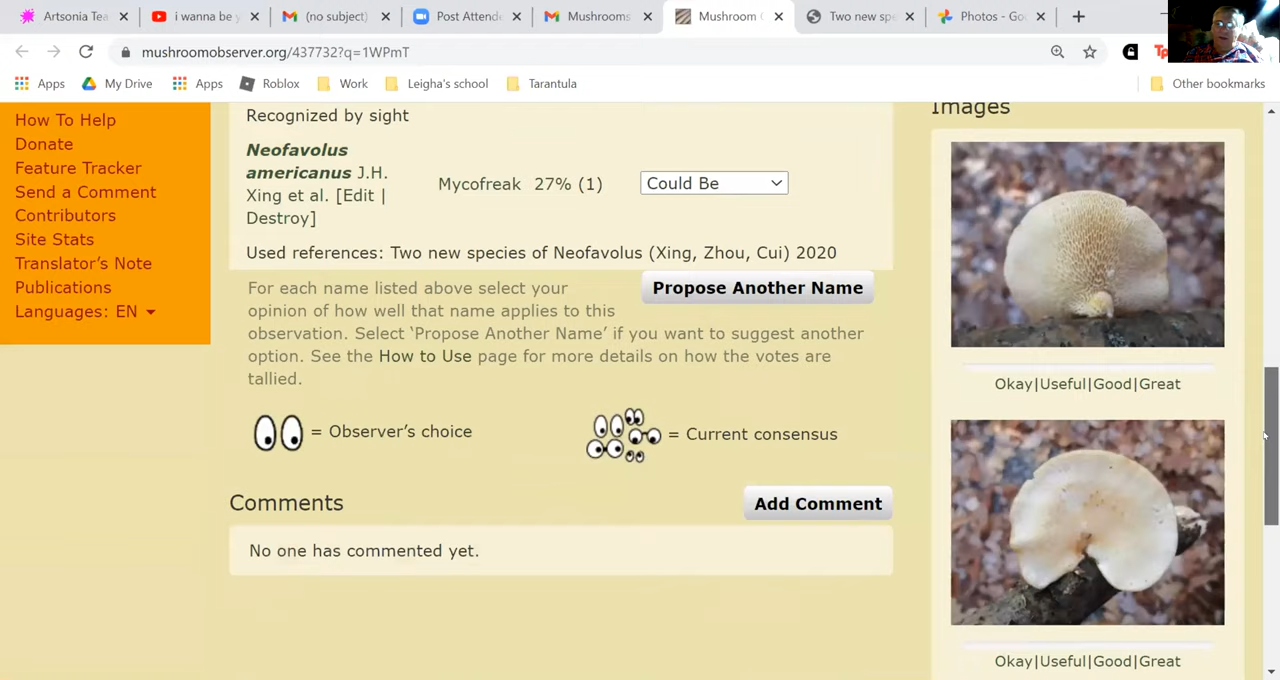 Artsonia Tea
i wanna be y
(no subject)
Post Attende
Mushrooms
Mushroom O
Two new spe
Photos - Goo
mushroomobserver.org/437732?q=1WPmT
Apps
My Drive
Apps
Roblox
Work
Leigha's school
Tarantula
Other bookmarks
How To Help
Donate
Feature Tracker
Send a Comment
Contributors
Site Stats
Translator's Note
Publications
Languages: EN
Recognized by sight
Neofavolus
americanus J.H.
Xing et al. [Edit |
Destroy]
Mycofreak 27% (1)
Could Be
Used references: Two new species of Neofavolus (Xing, Zhou, Cui) 2020
Propose Another Name
For each name listed above select your
opinion of how well that name applies to this
observation. Select ‘Propose Another Name’ if you want to suggest another
option. See the How to Use page for more details on how the votes are
tallied.
= Observer's choice
= Current consensus
Comments
Add Comment
No one has commented yet.
Images
Okay|Useful|Good|Great
Okay|Useful|Good|Great